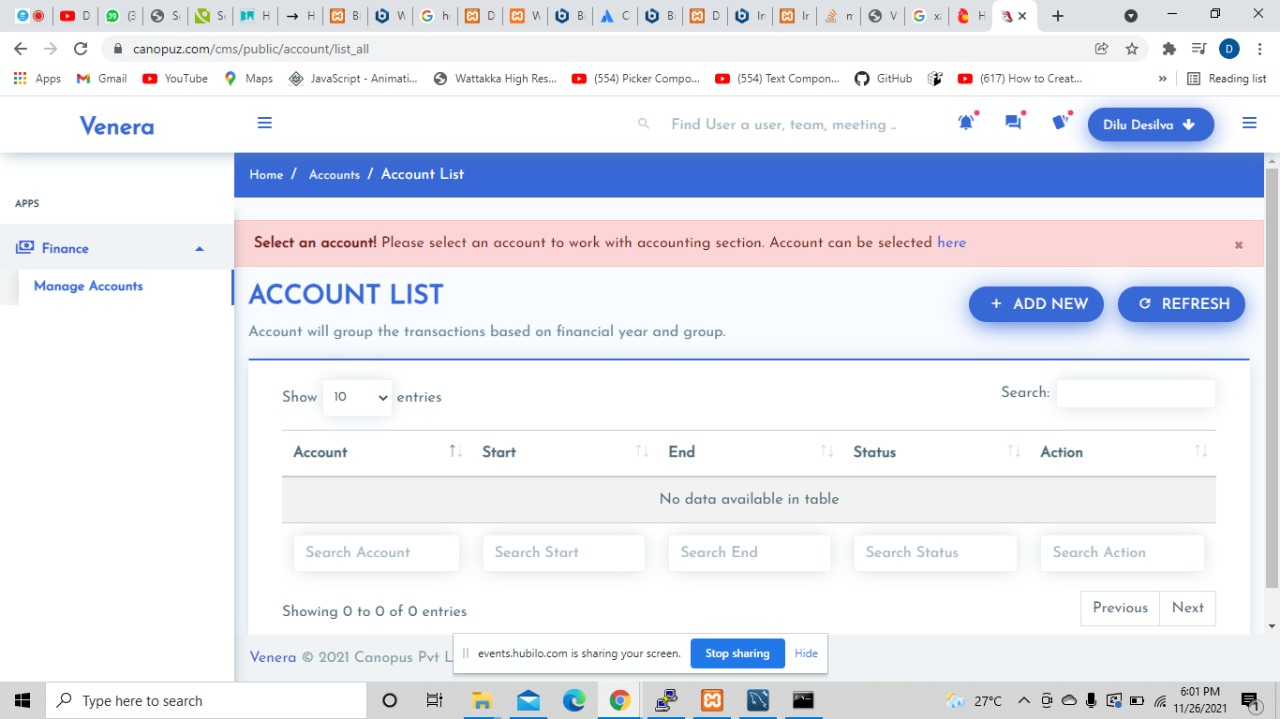 D
(3
S
S
H
H
B
W
h
D
W
B
C
B
D
In
In
m
V
x
H
canopuz.com/cms/public/account/list_all
D
Apps
Gmail
YouTube
Maps
JavaScript - Animati...
Wattakka High Res...
(554) Picker Compo...
(554) Text Compon...
GitHub
(617) How to Creat...
»
Reading list
Venera
Find User a user, team, meeting ..
Dilu Desilva
APPS
Finance
Manage Accounts
Home / Accounts / Account List
Select an account! Please select an account to work with accounting section. Account can be selected here
×
ACCOUNT LIST
+ ADD NEW
REFRESH
Account will group the transactions based on financial year and group.
Show 10 entries
Search:
Account Start End Status Action
No data available in table
Search Account Search Start Search End Search Status Search Action
Showing 0 to 0 of 0 entries
Previous Next
Venera © 2021 Canopus Pvt L
events.hubilo.com is sharing your screen.
Stop sharing
Hide
Type here to search
27°C
6:01 PM
11/26/2021
1